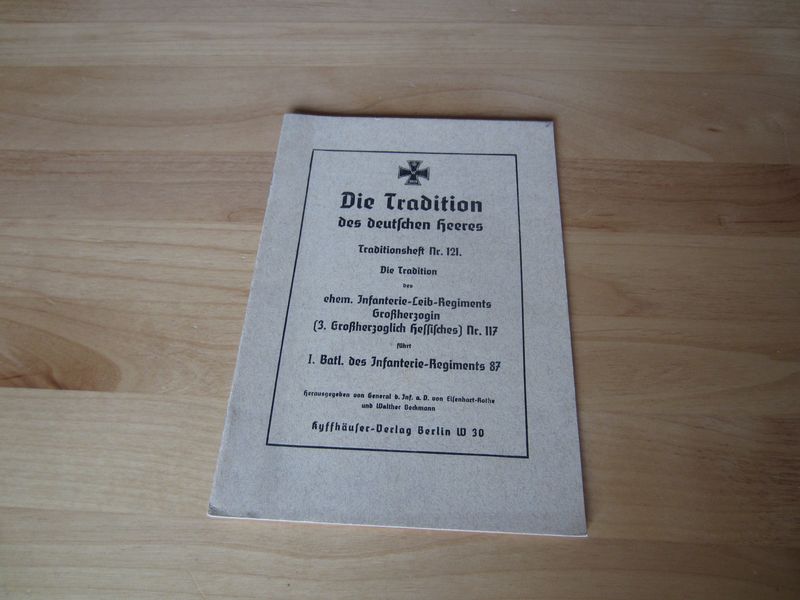 Die Tradition
des deutſchen Heeres
Traditionsheft Nr. 121.
Die Tradition
des
ehem. Infanterie-Leib-Regiments
Großherzogin
(3. Großherzoglich Heſſiſches) Nr. 117
führt
I. Batl. des Infanterie-Regiments 87
Herausgegeben von General d. Inf. a. D. von Eiſenhart-Rothe
und Walther Beckmann
Kyffhäuſer-Verlag Berlin W 30